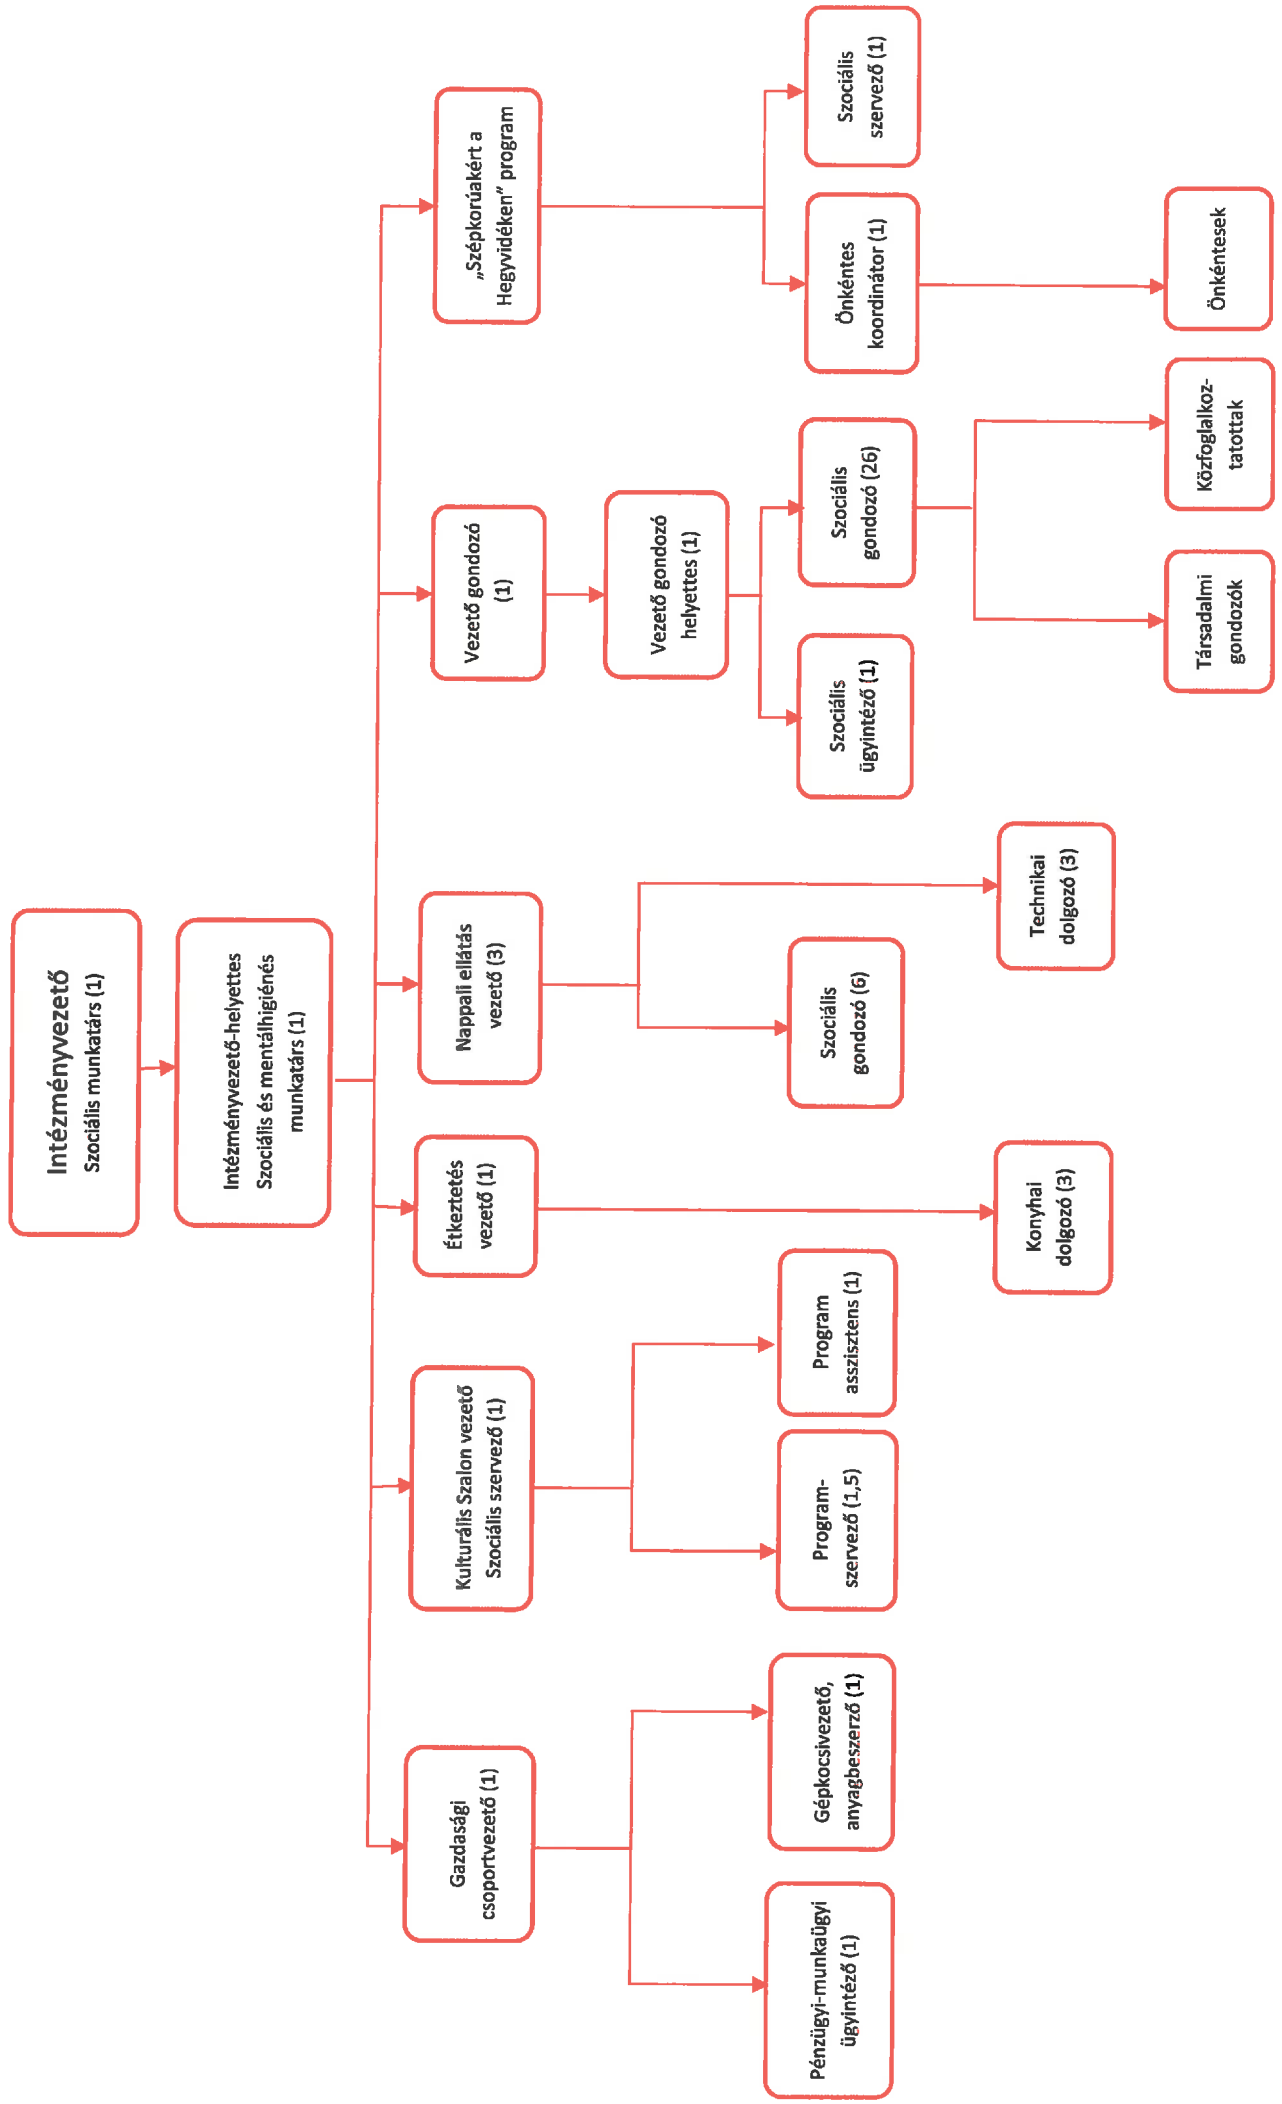 Intézményvezető
Szociális munkatárs (1)
Intézményvezető-helyettes
Szociális és mentálhigiénés
munkatárs (1)
Gazdasági
csoportvezető (1)
Kulturális Szalon vezető
Szociális szervező (1)
Étkeztetés
vezető (1)
Nappali ellátás
vezető (3)
Vezető gondozó
(1)
„Szépkorúakért a
Hegyvidéken” program
Vezető gondozó
helyettes (1)
Pénzügyi-munkaügyi
ügyintéző (1)
Gépkocsivezető,
anyagbeszerző (1)
Program-
szervező (1,5)
Program
asszisztens (1)
Szociális
gondozó (6)
Szociális
ügyintéző (1)
Szociális
gondozó (26)
Önkéntes
koordinátor (1)
Szociális
szervező (1)
Konyhai
dolgozó (3)
Technikai
dolgozó (3)
Társadalmi
gondozók
Közfoglalkoz-
tatottak
Önkéntesek